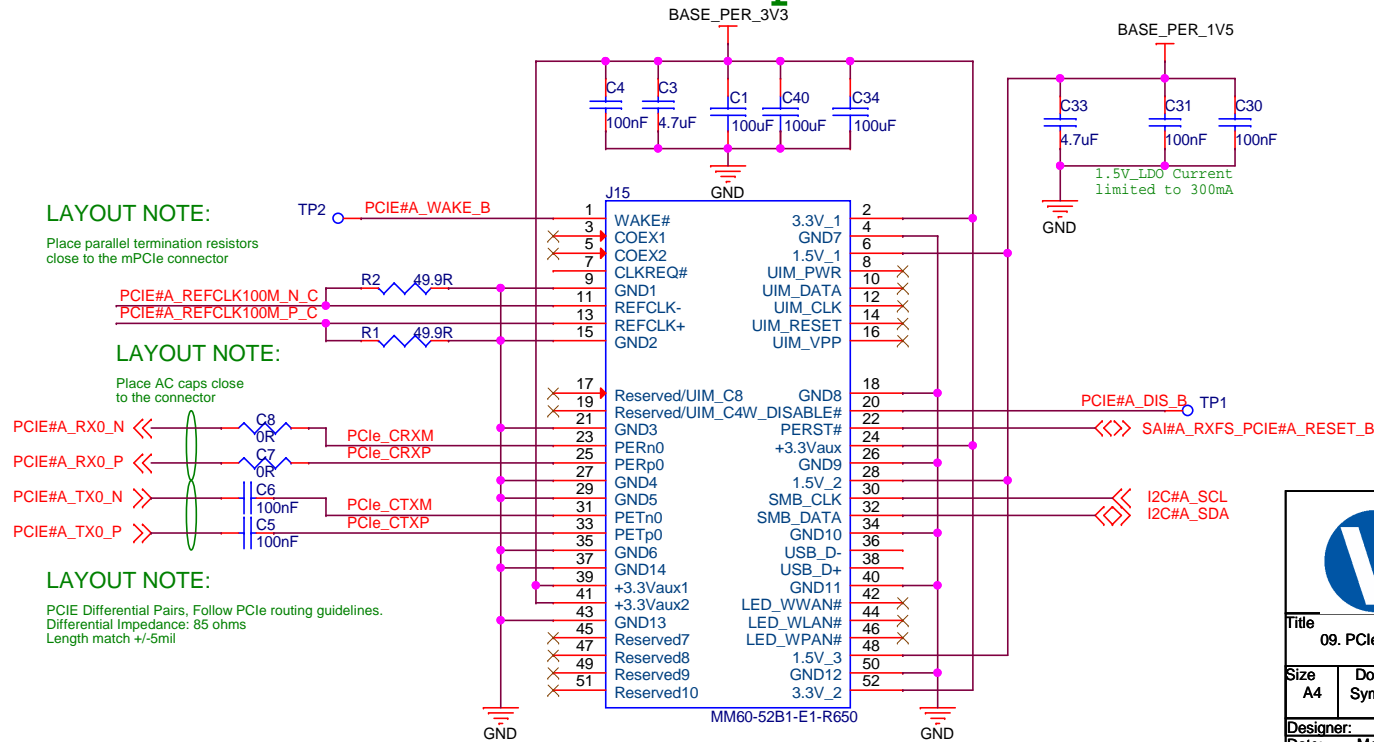 BASE_PER_3V3
BASE_PER_1V5
C4
100nF
C3
4.7uF
C1
100uF
C40
100uF
C34
100uF
C33
4.7uF
C31
100nF
C30
100nF
GND
1.5V_LDO Current
limited to 300mA
GND
LAYOUT NOTE:
Place parallel termination resistors
close to the mPCIe connector
TP2
PCIE#A_WAKE_B
R2
49.9R
PCIE#A_REFCLK100M_N_C
PCIE#A_REFCLK100M_P_C
R1
49.9R
LAYOUT NOTE:
Place AC caps close
to the connector
PCIE#A_RX0_N
C8
0R
PCIe_CRXM
PCIE#A_RX0_P
C7
0R
PCIe_CRXP
PCIE#A_TX0_N
C6
100nF
PCIe_CTXM
PCIE#A_TX0_P
C5
100nF
PCIe_CTXP
LAYOUT NOTE:
PCIE Differential Pairs, Follow PCIe routing guidelines.
Differential Impedance: 85 ohms
Length match +/-5mil
GND
J15
1 WAKE# 3.3V_1 2
3 COEX1 GND7 4
5 COEX2 1.5V_1 6
7 CLKREQ# UIM_PWR 8
9 GND1 UIM_DATA 10
11 REFCLK- UIM_CLK 12
13 REFCLK+ UIM_RESET 14
15 GND2 UIM_VPP 16
17 Reserved/UIM_C8 GND8 18
19 Reserved/UIM_C4 W_DISABLE# 20
21 GND3 PERST# 22
23 PERn0 +3.3Vaux 24
25 PERp0 GND9 26
27 GND4 1.5V_2 28
29 GND5 SMB_CLK 30
31 PETn0 SMB_DATA 32
33 PETp0 GND10 34
35 GND6 USB_D- 36
37 GND14 USB_D+ 38
39 +3.3Vaux1 GND11 40
41 +3.3Vaux2 LED_WWAN# 42
43 GND13 LED_WLAN# 44
45 Reserved7 LED_WPAN# 46
47 Reserved8 1.5V_3 48
49 Reserved9 GND12 50
51 Reserved10 3.3V_2 52
MM60-52B1-E1-R650
GND
PCIE#A_DIS_B
TP1
SAI#A_RXFS_PCIE#A_RESET_B
I2C#A_SCL
I2C#A_SDA
Title
09. PCIe
Size
A4
Designer: